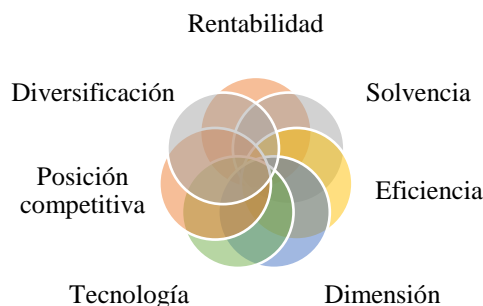 Rentabilidad
Diversificación
Solvencia
Posición
competitiva
Eficiencia
Tecnología
Dimensión